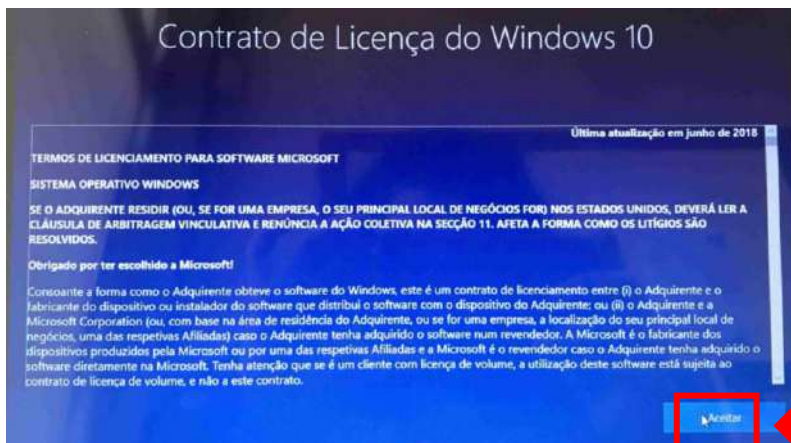 Contrato de Licença do Windows 10
Última atualização em junho de 2018
TERMOS DE LICENCIAMENTO PARA SOFTWARE MICROSOFT
SISTEMA OPERATIVO WINDOWS
SE O ADQUIRENTE RESIDIR (OU, SE FOR UMA EMPRESA, O SEU PRINCIPAL LOCAL DE NEGÓCIOS FOR) NOS ESTADOS UNIDOS, DEVERÁ LER A
CLÁUSULA DE ARBITRAGEM VINCULATIVA E RENÚNCIA A AÇÃO COLETIVA NA SECÇÃO 11. AFETA A FORMA COMO OS LITÍGIOS SÃO
RESOLVIDOS.
Obrigado por ter escolhido a Microsoft!
Consoante a forma como o Adquirente obteve o software do Windows, este é um contrato de licenciamento entre (i) o Adquirente e o
fabricante do dispositivo ou instalador do software que distribui o software com o dispositivo do Adquirente; ou (ii) o Adquirente e a
Microsoft Corporation (ou, com base na área de residência do Adquirente, ou se for uma empresa, a localização do seu principal local de
negócios, uma das respetivas Afiliadas) caso o Adquirente tenha adquirido o software num revendedor. A Microsoft é o fabricante dos
dispositivos produzidos pela Microsoft ou por uma das respetivas Afiliadas e a Microsoft é o revendedor caso o Adquirente tenha adquirido o
software diretamente na Microsoft. Tenha atenção que se é um cliente com licença de volume, a utilização deste software está sujeita ao
contrato de licença de volume, e não a este contrato.
Aceitar